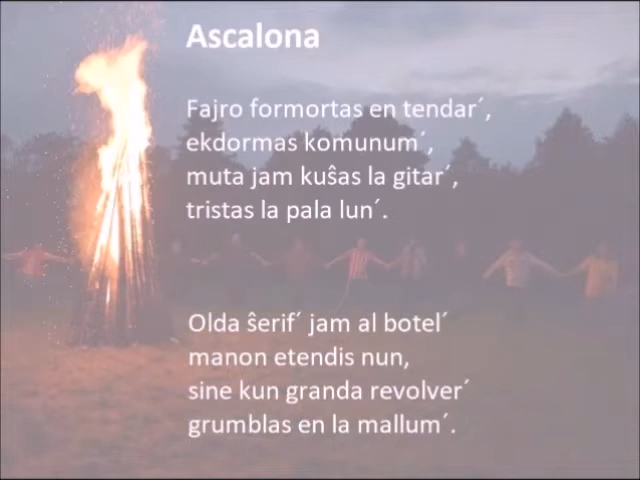 Ascalona
Fajro formortas en tendar´,
ekdormas komunum´,
muta jam kuŝas la gitar´,
tristas la pala lun´.
Olda ŝerif´ jam al botel´
manon etendis nun,
sine kun granda revolver´
grumblas en la mallum´.